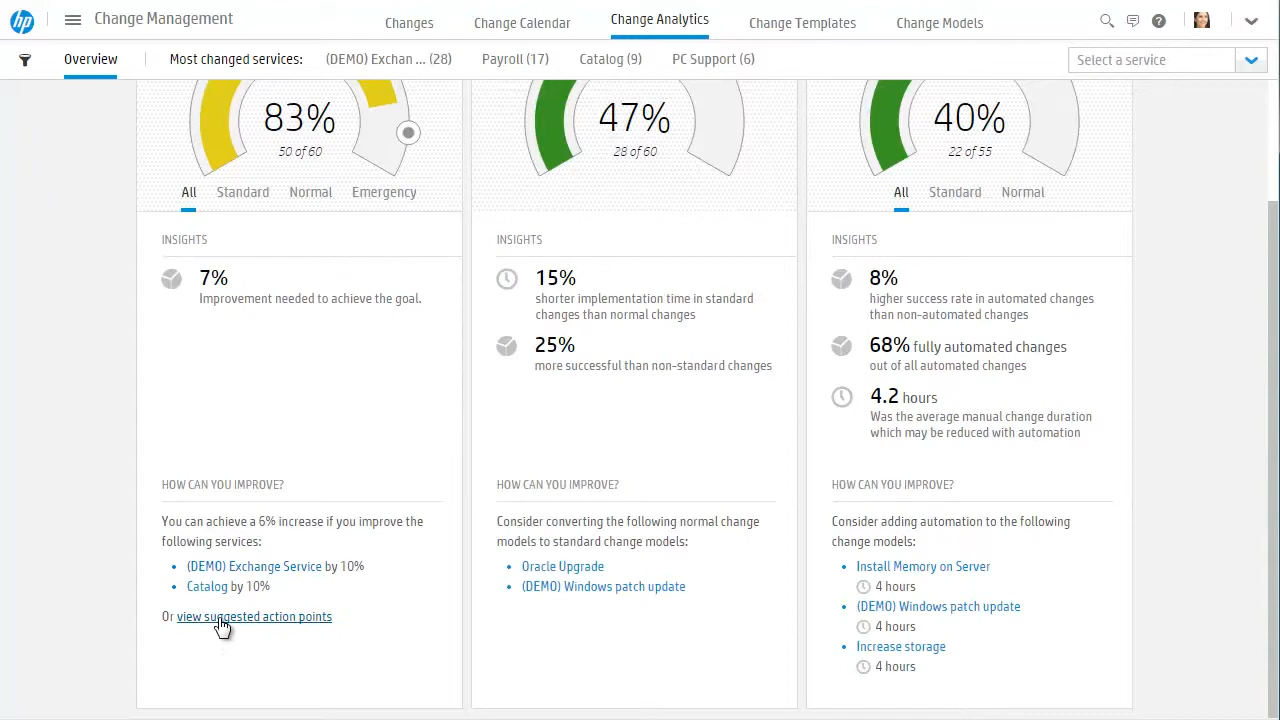 hp
Change Management
Changes
Change Calendar
Change Analytics
Change Templates
Change Models
Overview
Most changed services:
(DEMO) Exchan ... (28)
Payroll (17)
Catalog (9)
PC Support (6)
Select a service
83%
50 of 60
All
Standard
Normal
Emergency
INSIGHTS
7%
Improvement needed to achieve the goal.
HOW CAN YOU IMPROVE?
You can achieve a 6% increase if you improve the
following services:
• (DEMO) Exchange Service by 10%
• Catalog by 10%
Or view suggested action points
47%
28 of 60
INSIGHTS
15%
shorter implementation time in standard
changes than normal changes
25%
more successful than non-standard changes
HOW CAN YOU IMPROVE?
Consider converting the following normal change
models to standard change models:
• Oracle Upgrade
• (DEMO) Windows patch update
40%
22 of 55
All
Standard
Normal
INSIGHTS
8%
higher success rate in automated changes
than non-automated changes
68% fully automated changes
out of all automated changes
4.2 hours
Was the average manual change duration
which may be reduced with automation
HOW CAN YOU IMPROVE?
Consider adding automation to the following
change models:
• Install Memory on Server
4 hours
• (DEMO) Windows patch update
4 hours
• Increase storage
4 hours